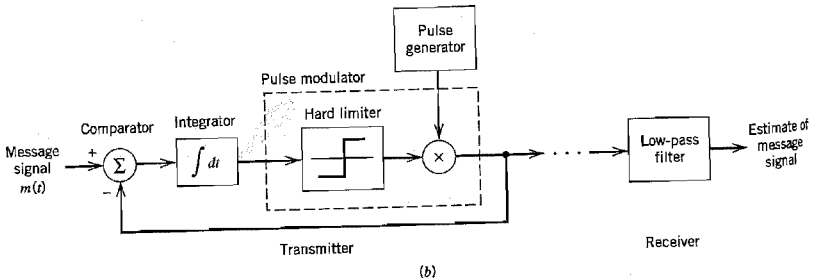 Pulse
generator
Pulse modulator
Comparator
Integrator
Hard limiter
Message
signal
m(t)
+
Σ
−
∫ dt
×
Low-pass
filter
Estimate of
message
signal
Transmitter
Receiver
(b)